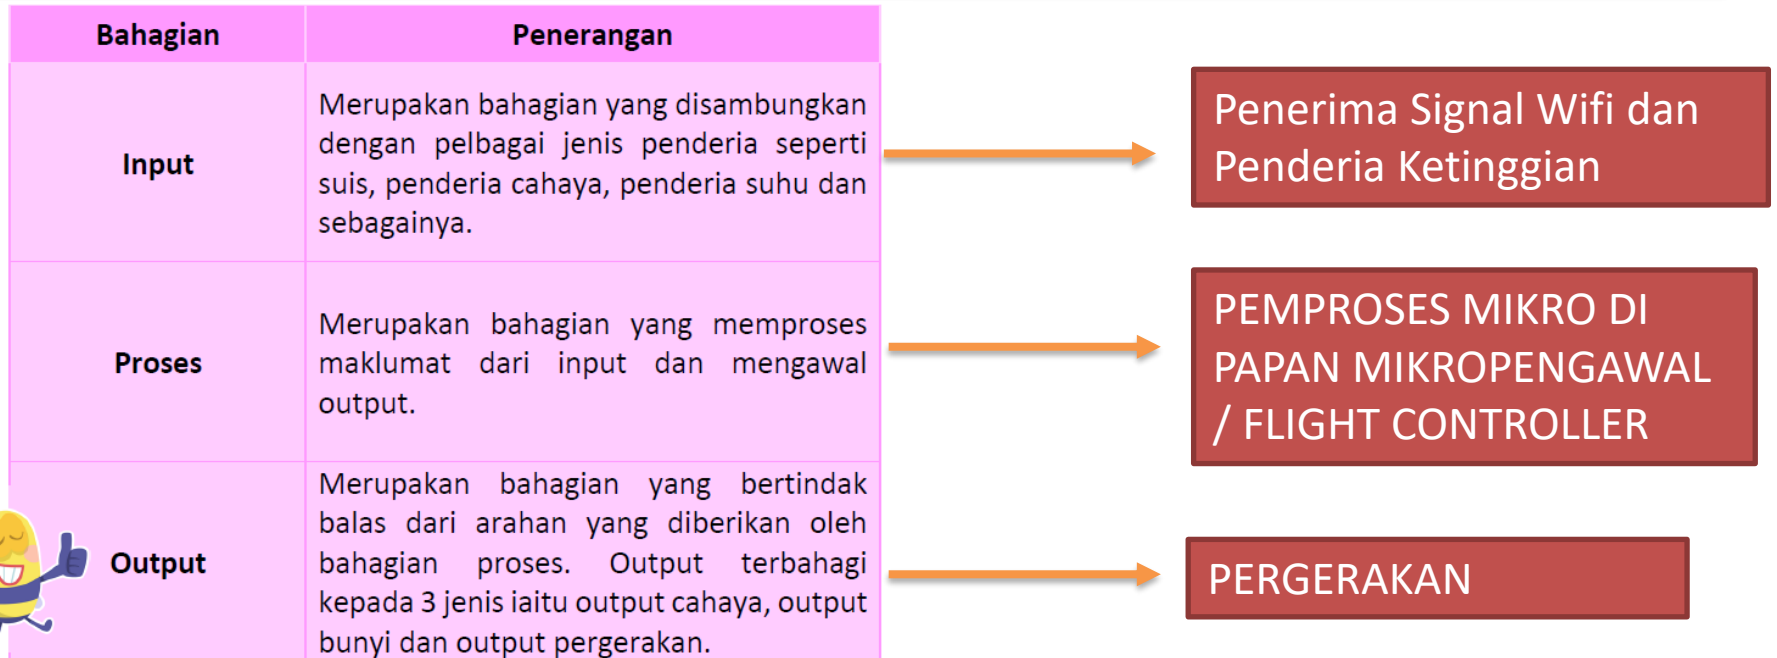 Bahagian
Penerangan
Input
Merupakan bahagian yang disambungkan
dengan pelbagai jenis penderia seperti
suis, penderia cahaya, penderia suhu dan
sebagainya.
Penerima Signal Wifi dan
Penderia Ketinggian
Proses
Merupakan bahagian yang memproses
maklumat dari input dan mengawal
output.
PEMPROSES MIKRO DI
PAPAN MIKROPENGAWAL
/ FLIGHT CONTROLLER
Output
Merupakan bahagian yang bertindak
balas dari arahan yang diberikan oleh
bahagian proses. Output terbahagi
kepada 3 jenis iaitu output cahaya, output
bunyi dan output pergerakan.
PERGERAKAN